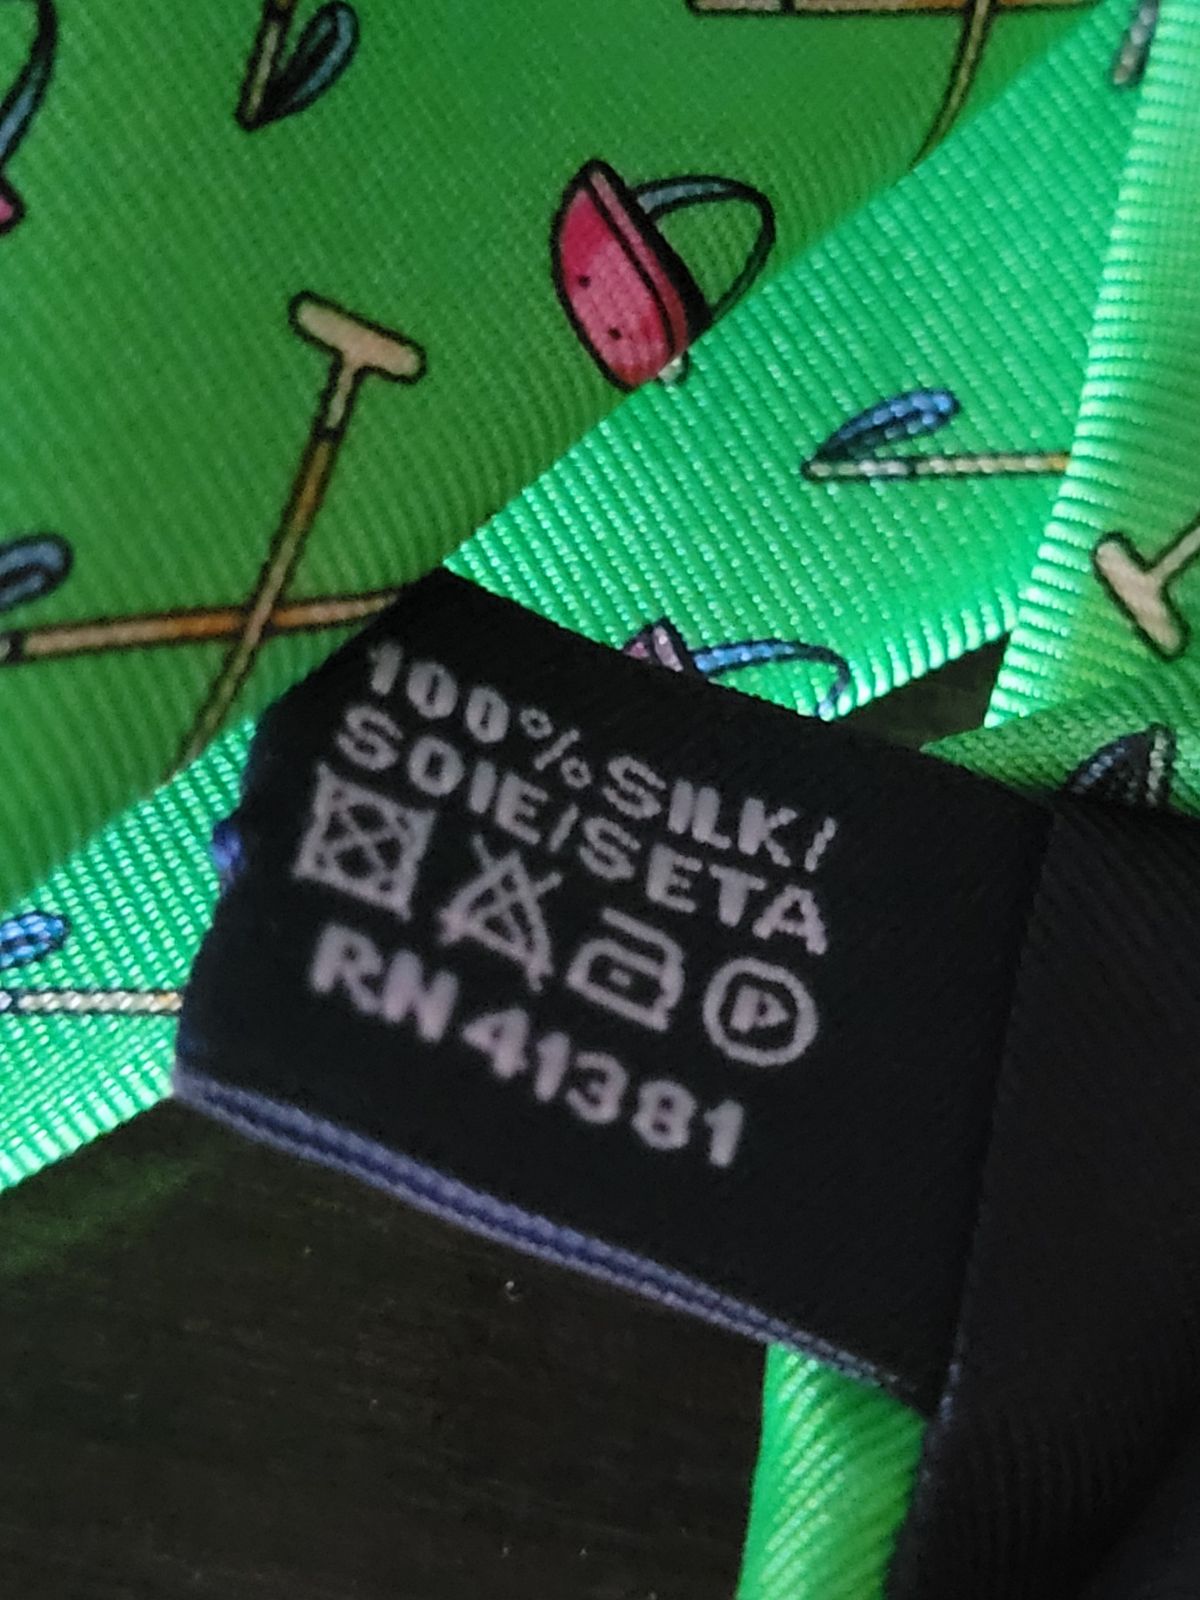 100% SILK/
SOIE/SETA
P
RN 41381